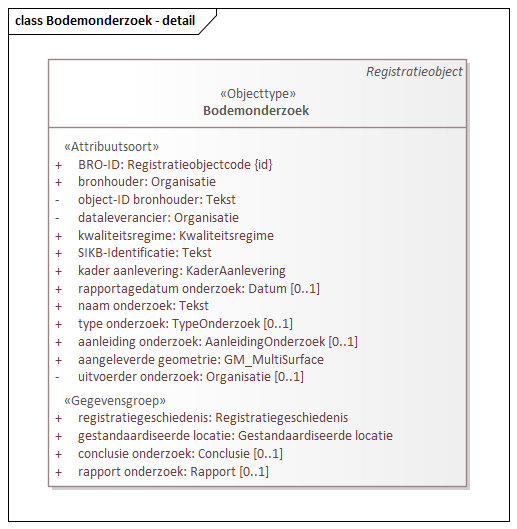 class Bodemonderzoek - detail
Registratieobject
«Objecttype»
Bodemonderzoek
«Attribuutsoort»
+ BRO-ID: Registratieobjectcode {id}
+ bronhouder: Organisatie
- object-ID bronhouder: Tekst
- dataleverancier: Organisatie
+ kwaliteitsregime: Kwaliteitsregime
+ SIKB-Identificatie: Tekst
+ kader aanlevering: KaderAanlevering
+ rapportagedatum onderzoek: Datum [0..1]
+ naam onderzoek: Tekst
+ type onderzoek: TypeOnderzoek [0..1]
+ aanleiding onderzoek: AanleidingOnderzoek [0..1]
+ aangeleverde geometrie: GM_MultiSurface
- uitvoerder onderzoek: Organisatie [0..1]
«Gegevensgroep»
+ registratiegeschiedenis: Registratiegeschiedenis
+ gestandaardiseerde locatie: Gestandaardiseerde locatie
+ conclusie onderzoek: Conclusie [0..1]
+ rapport onderzoek: Rapport [0..1]